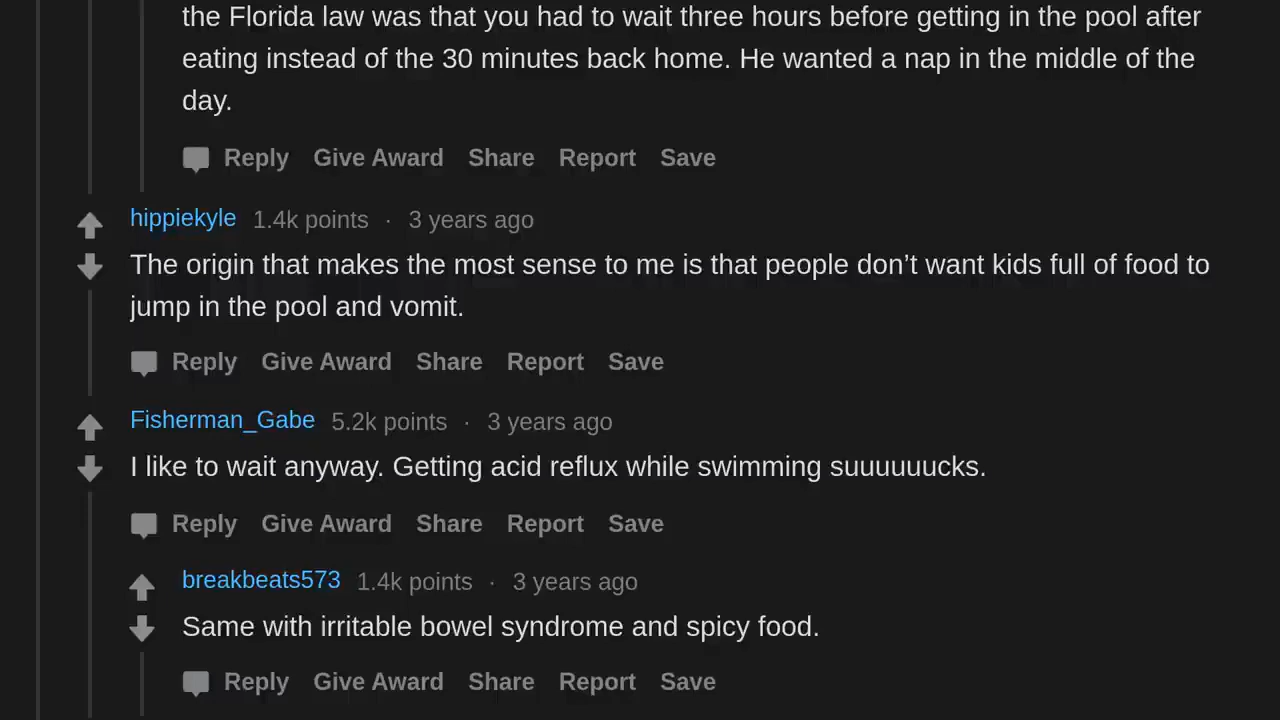 the Florida law was that you had to wait three hours before getting in the pool after
eating instead of the 30 minutes back home. He wanted a nap in the middle of the
day.
Reply Give Award Share Report Save
hippiekyle 1.4k points · 3 years ago
The origin that makes the most sense to me is that people don’t want kids full of food to
jump in the pool and vomit.
Reply Give Award Share Report Save
Fisherman_Gabe 5.2k points · 3 years ago
I like to wait anyway. Getting acid reflux while swimming suuuuuucks.
Reply Give Award Share Report Save
breakbeats573 1.4k points · 3 years ago
Same with irritable bowel syndrome and spicy food.
Reply Give Award Share Report Save